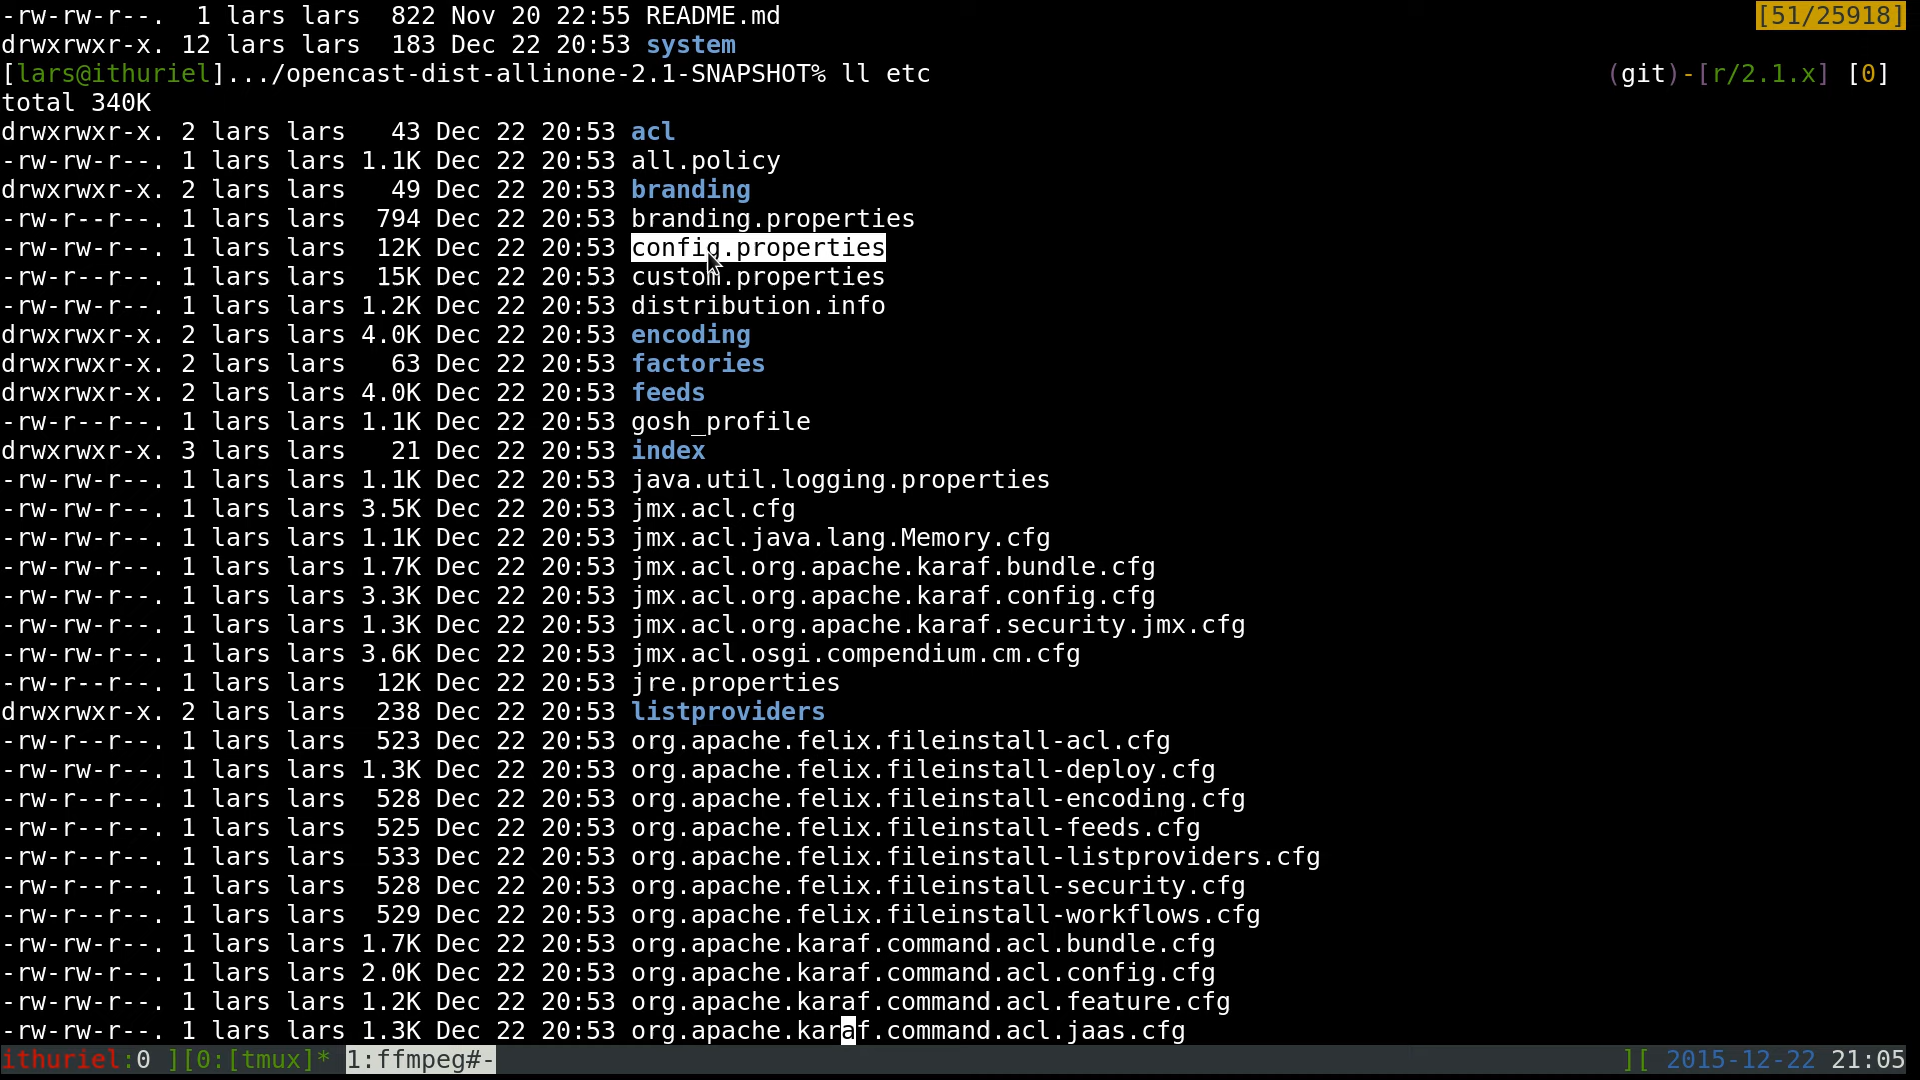 -rw-rw-r--.  1 lars lars  822 Nov 20 22:55 README.md [51/25918]
drwxrwxr-x. 12 lars lars  183 Dec 22 20:53 system
[lars@ithuriel].../opencast-dist-allinone-2.1-SNAPSHOT% ll etc (git)-[r/2.1.x] [0]
total 340K
drwxrwxr-x. 2 lars lars   43 Dec 22 20:53 acl
-rw-rw-r--. 1 lars lars 1.1K Dec 22 20:53 all.policy
drwxrwxr-x. 2 lars lars   49 Dec 22 20:53 branding
-rw-r--r--. 1 lars lars  794 Dec 22 20:53 branding.properties
-rw-rw-r--. 1 lars lars  12K Dec 22 20:53 config.properties
-rw-r--r--. 1 lars lars  15K Dec 22 20:53 custom.properties
-rw-rw-r--. 1 lars lars 1.2K Dec 22 20:53 distribution.info
drwxrwxr-x. 2 lars lars 4.0K Dec 22 20:53 encoding
drwxrwxr-x. 2 lars lars   63 Dec 22 20:53 factories
drwxrwxr-x. 2 lars lars 4.0K Dec 22 20:53 feeds
-rw-r--r--. 1 lars lars 1.1K Dec 22 20:53 gosh_profile
drwxrwxr-x. 3 lars lars   21 Dec 22 20:53 index
-rw-rw-r--. 1 lars lars 1.1K Dec 22 20:53 java.util.logging.properties
-rw-rw-r--. 1 lars lars 3.5K Dec 22 20:53 jmx.acl.cfg
-rw-rw-r--. 1 lars lars 1.1K Dec 22 20:53 jmx.acl.java.lang.Memory.cfg
-rw-rw-r--. 1 lars lars 1.7K Dec 22 20:53 jmx.acl.org.apache.karaf.bundle.cfg
-rw-rw-r--. 1 lars lars 3.3K Dec 22 20:53 jmx.acl.org.apache.karaf.config.cfg
-rw-rw-r--. 1 lars lars 1.3K Dec 22 20:53 jmx.acl.org.apache.karaf.security.jmx.cfg
-rw-rw-r--. 1 lars lars 3.6K Dec 22 20:53 jmx.acl.osgi.compendium.cm.cfg
-rw-r--r--. 1 lars lars  12K Dec 22 20:53 jre.properties
drwxrwxr-x. 2 lars lars  238 Dec 22 20:53 listproviders
-rw-rw-r--. 1 lars lars  523 Dec 22 20:53 org.apache.felix.fileinstall-acl.cfg
-rw-rw-r--. 1 lars lars 1.3K Dec 22 20:53 org.apache.felix.fileinstall-deploy.cfg
-rw-rw-r--. 1 lars lars  528 Dec 22 20:53 org.apache.felix.fileinstall-encoding.cfg
-rw-rw-r--. 1 lars lars  525 Dec 22 20:53 org.apache.felix.fileinstall-feeds.cfg
-rw-r--r--. 1 lars lars  533 Dec 22 20:53 org.apache.felix.fileinstall-listproviders.cfg
-rw-rw-r--. 1 lars lars  528 Dec 22 20:53 org.apache.felix.fileinstall-security.cfg
-rw-rw-r--. 1 lars lars  529 Dec 22 20:53 org.apache.felix.fileinstall-workflows.cfg
-rw-rw-r--. 1 lars lars 1.7K Dec 22 20:53 org.apache.karaf.command.acl.bundle.cfg
-rw-rw-r--. 1 lars lars 2.0K Dec 22 20:53 org.apache.karaf.command.acl.config.cfg
-rw-rw-r--. 1 lars lars 1.2K Dec 22 20:53 org.apache.karaf.command.acl.feature.cfg
-rw-rw-r--. 1 lars lars 1.3K Dec 22 20:53 org.apache.karaf.command.acl.jaas.cfg
ithuriel:0 ][0:[tmux]* 1:ffmpeg#- ][ 2015-12-22 21:05